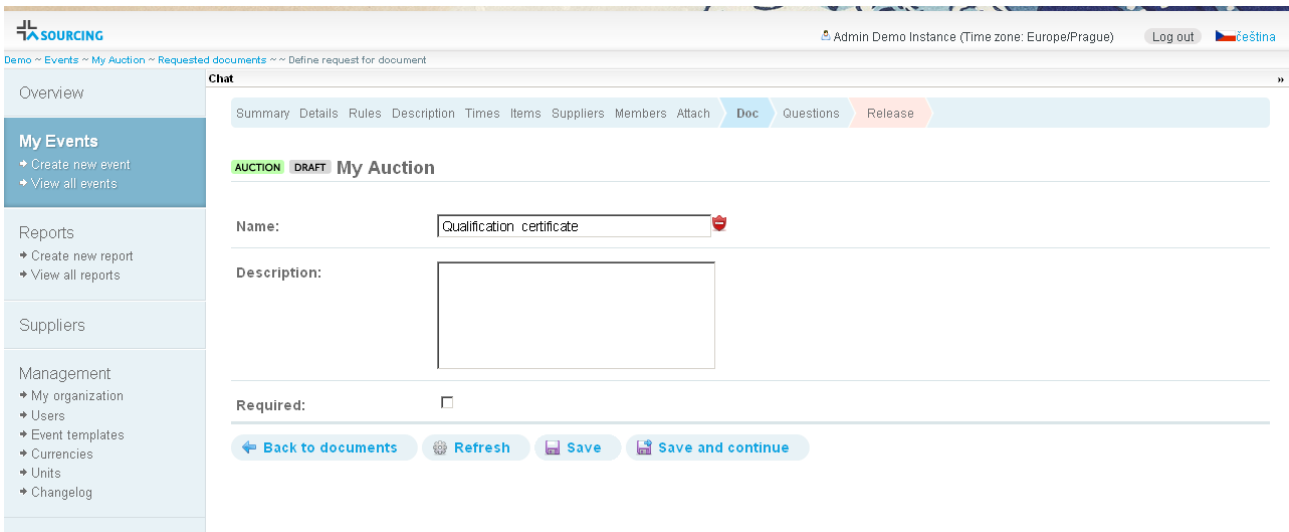 SOURCING
Admin Demo Instance (Time zone: Europe/Prague) Log out čeština
Demo ~ Events ~ My Auction ~ Requested documents ~ ~ Define request for document
Chat »
Overview
Summary Details Rules Description Times Items Suppliers Members Attach Doc Questions Release
My Events
Create new event
View all events
AUCTION DRAFT My Auction
Reports
Create new report
View all reports
Suppliers
Management
My organization
Users
Event templates
Currencies
Units
Changelog
Name: Qualification certificate
Description:
Required:
Back to documents Refresh Save Save and continue